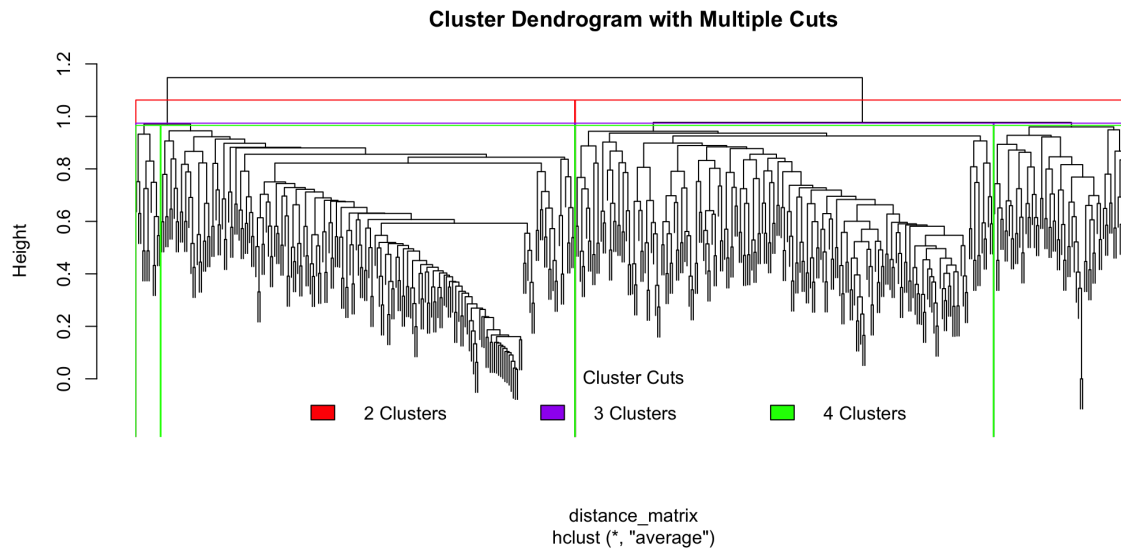 Cluster Dendrogram with Multiple Cuts
Height
1.2
1.0
0.8
0.6
0.4
0.2
0.0
Cluster Cuts
2 Clusters 3 Clusters 4 Clusters
distance_matrix
hclust (*, "average")